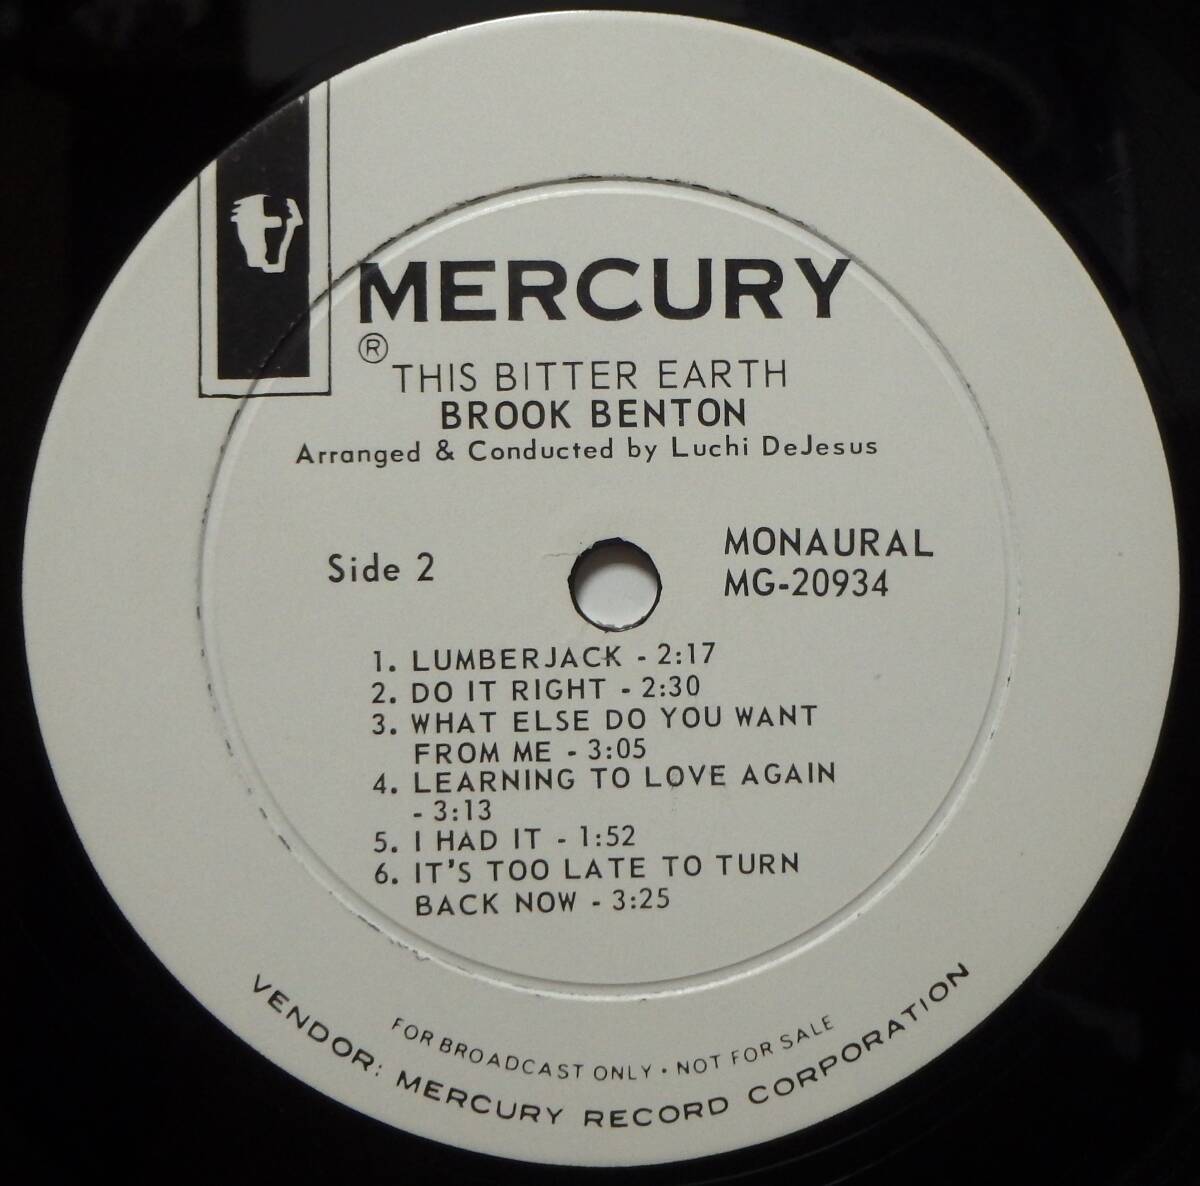 MERCURY
®
THIS BITTER EARTH
BROOK BENTON
Arranged & Conducted by Luchi DeJesus
Side 2
MONAURAL
MG-20934
1. LUMBERJACK - 2:17
2. DO IT RIGHT - 2:30
3. WHAT ELSE DO YOU WANT
FROM ME - 3:05
4. LEARNING TO LOVE AGAIN
- 3:13
5. I HAD IT - 1:52
6. IT'S TOO LATE TO TURN
BACK NOW - 3:25
FOR BROADCAST ONLY • NOT FOR SALE
VENDOR: MERCURY RECORD CORPORATION